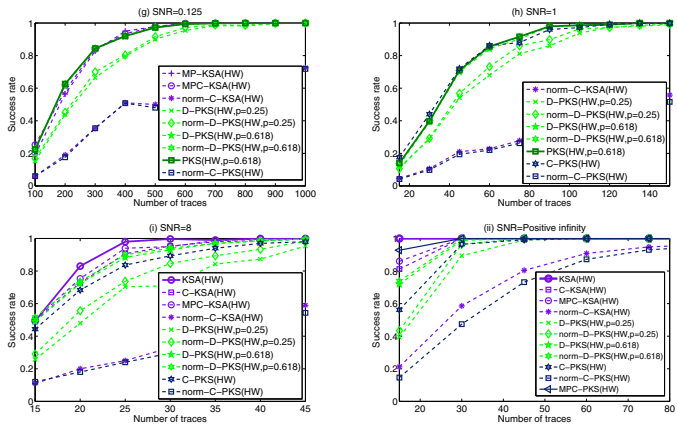 (g) SNR=0.125
1
0.8
0.6
0.4
0.2
0
Success rate
100 200 300 400 500 600 700 800 900 1000
Number of traces
MP−KSA(HW)
MPC−KSA(HW)
norm−C−KSA(HW)
D−PKS(HW,p=0.25)
norm−D−PKS(HW,p=0.25)
D−PKS(HW,p=0.618)
norm−D−PKS(HW,p=0.618)
PKS(HW,p=0.618)
norm−C−PKS(HW)
(h) SNR=1
1
0.8
0.6
0.4
0.2
0
Success rate
20 40 60 80 100 120 140
Number of traces
norm−C−KSA(HW)
D−PKS(HW,p=0.25)
norm−D−PKS(HW,p=0.25)
D−PKS(HW,p=0.618)
norm−D−PKS(HW,p=0.618)
PKS(HW,p=0.618)
C−PKS(HW)
norm−C−PKS(HW)
(i) SNR=8
1
0.8
0.6
0.4
0.2
0
Success rate
15 20 25 30 35 40 45
Number of traces
KSA(HW)
C−KSA(HW)
MPC−KSA(HW)
norm−C−KSA(HW)
D−PKS(HW,p=0.25)
norm−D−PKS(HW,p=0.25)
D−PKS(HW,p=0.618)
norm−D−PKS(HW,p=0.618)
C−PKS(HW)
norm−C−PKS(HW)
(ii) SNR=Positive infinity
1
0.8
0.6
0.4
0.2
0
Success rate
20 30 40 50 60 70 80
Number of traces
KSA(HW)
C−KSA(HW)
MPC−KSA(HW)
norm−C−KSA(HW)
D−PKS(HW,p=0.25)
norm−D−PKS(HW,p=0.25)
D−PKS(HW,p=0.618)
norm−D−PKS(HW,p=0.618)
C−PKS(HW)
norm−C−PKS(HW)
MPC−PKS(HW)